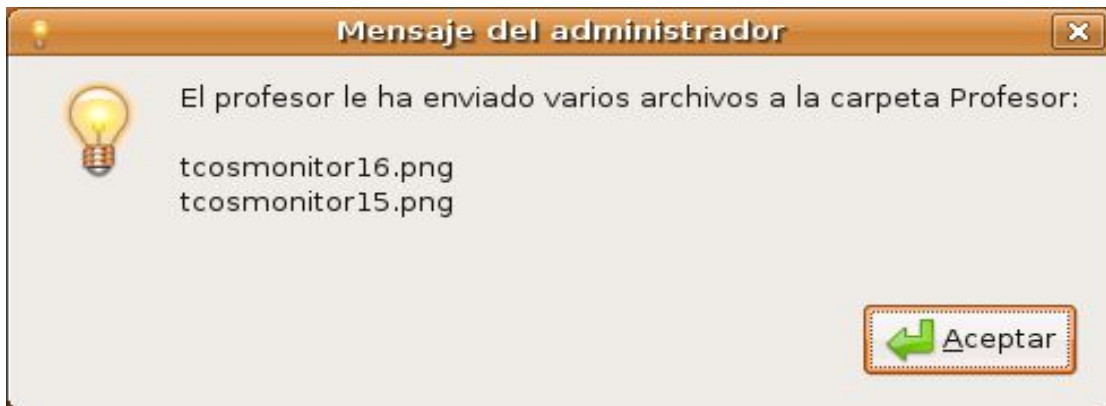 Mensaje del administrador
El profesor le ha enviado varios archivos a la carpeta Profesor:
tcosmonitor16.png
tcosmonitor15.png
Aceptar